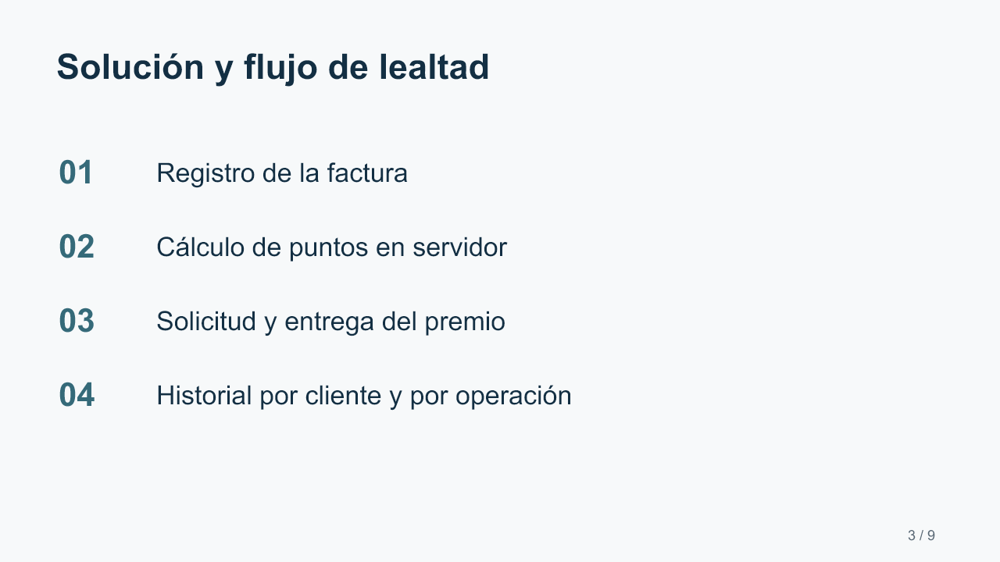 Solución y flujo de lealtad
01 Registro de la factura
02 Cálculo de puntos en servidor
03 Solicitud y entrega del premio
04 Historial por cliente y por operación
3 / 9